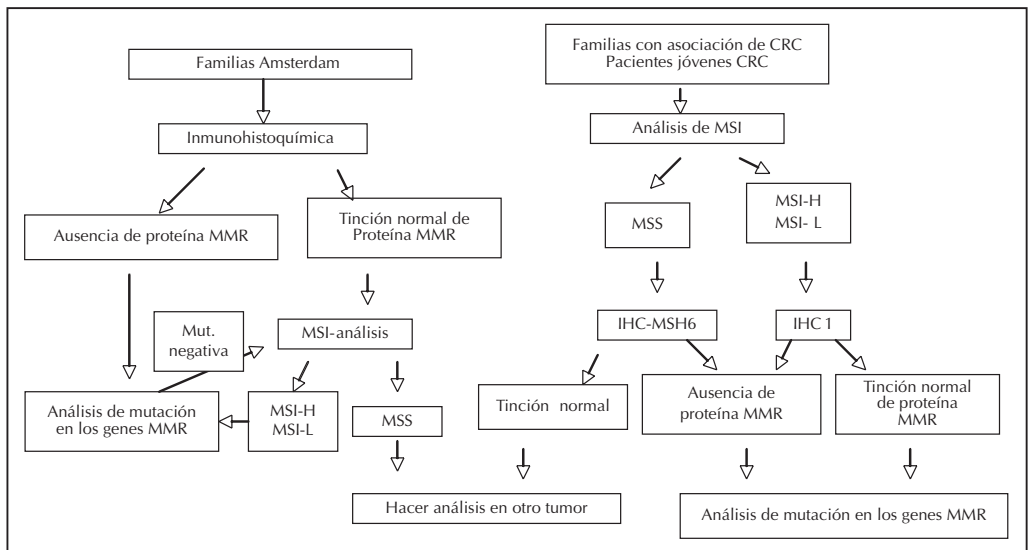 Familias Amsterdam
Inmunohistoquímica
Ausencia de proteína MMR
Tinción normal de
Proteína MMR
Mut.
negativa
MSI-análisis
Análisis de mutación
en los genes MMR
MSI-H
MSI-L
MSS
Familias con asociación de CRC
Pacientes jóvenes CRC
Análisis de MSI
MSS
MSI-H
MSI- L
IHC-MSH6
IHC 1
Tinción normal
Ausencia de
proteína MMR
Tinción normal
de proteína
MMR
Hacer análisis en otro tumor
Análisis de mutación en los genes MMR